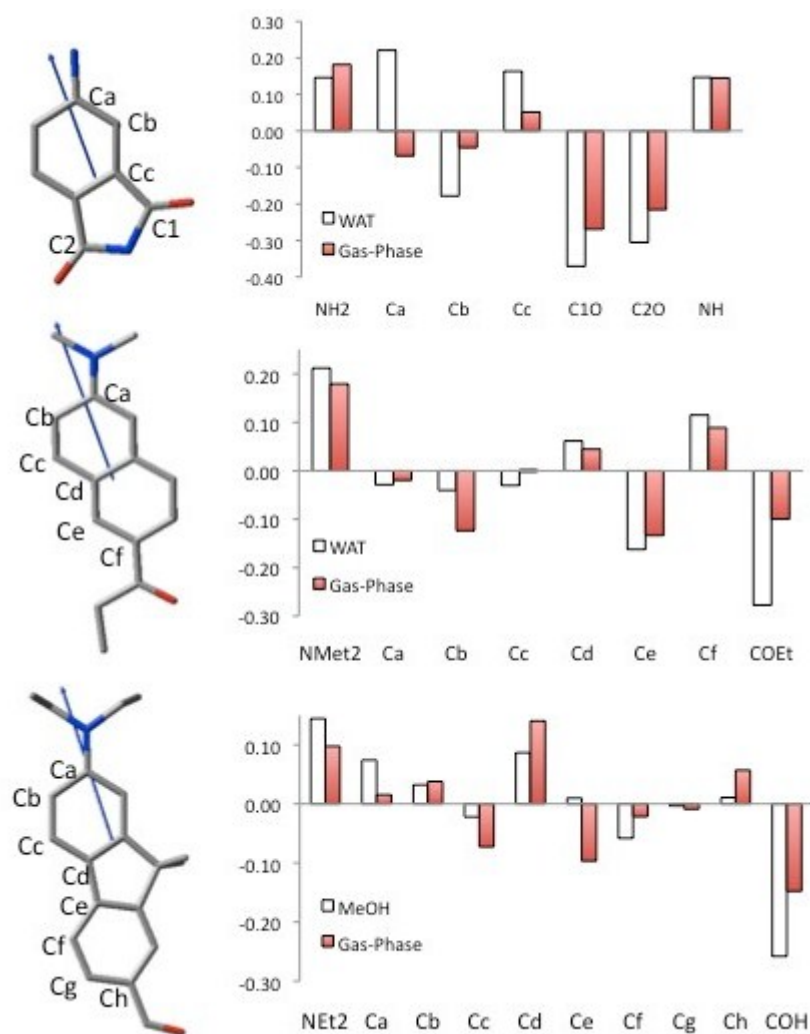 Ca
Cb
Cc
C2
C1
0.30
0.20
0.10
0.00
-0.10
-0.20
-0.30
-0.40
WAT
Gas-Phase
NH2 Ca Cb Cc C1O C2O NH
Ca
Cb
Cc
Cd
Ce
Cf
0.20
0.10
0.00
-0.10
-0.20
-0.30
WAT
Gas-Phase
NMet2 Ca Cb Cc Cd Ce Cf COEt
Ca
Cb
Cc
Cd
Ce
Cf
Cg Ch
0.10
0.00
-0.10
-0.20
-0.30
MeOH
Gas-Phase
NEt2 Ca Cb Cc Cd Ce Cf Cg Ch COH